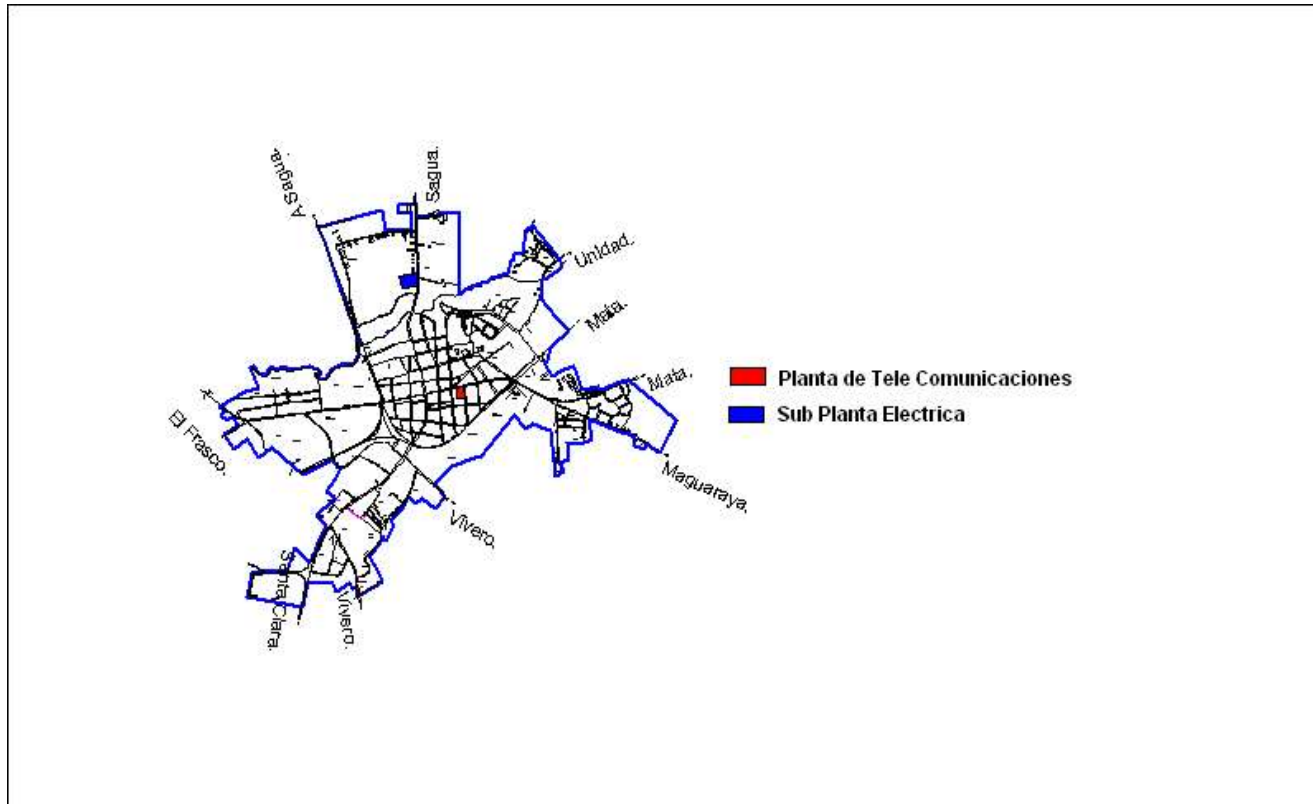 A Sagua.
Sagua.
Unidad.
Mata.
Mata.
Planta de Tele Comunicaciones
Sub Planta Electrica
El Frasco.
Maguaraya.
Vivero.
Santa Clara.
Vivero.